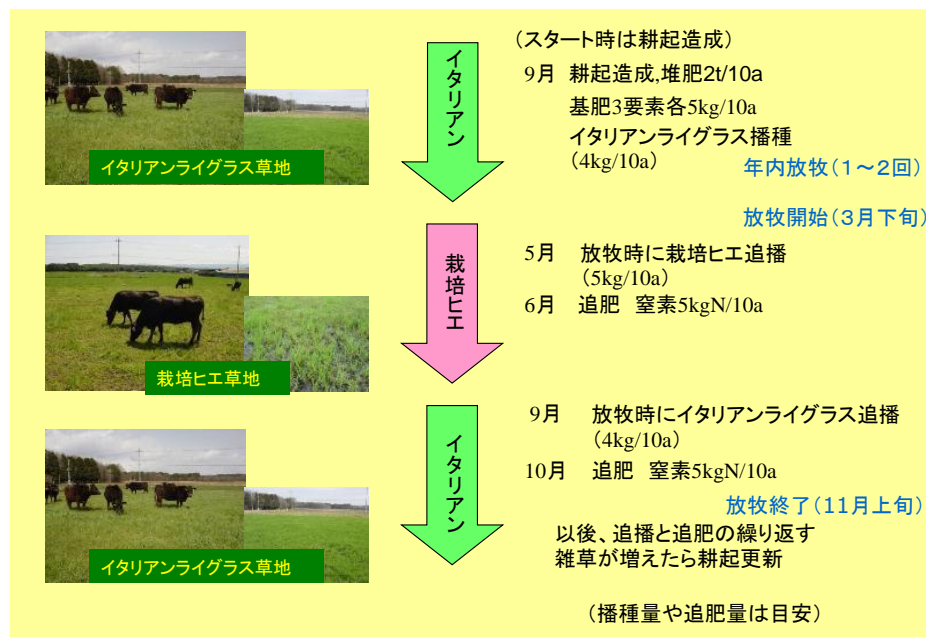 (スタート時は耕起造成)
イタリアン
9月 耕起造成,堆肥2t/10a
基肥3要素各5kg/10a
イタリアンライグラス播種
(4kg/10a)
年内放牧(1~2回)
イタリアンライグラス草地
放牧開始(3月下旬)
栽培ヒエ
5月 放牧時に栽培ヒエ追播
(5kg/10a)
6月 追肥 窒素5kgN/10a
栽培ヒエ草地
イタリアン
9月 放牧時にイタリアンライグラス追播
(4kg/10a)
10月 追肥 窒素5kgN/10a
放牧終了(11月上旬)
以後、追播と追肥の繰り返す
雑草が増えたら耕起更新
イタリアンライグラス草地
(播種量や追肥量は目安)